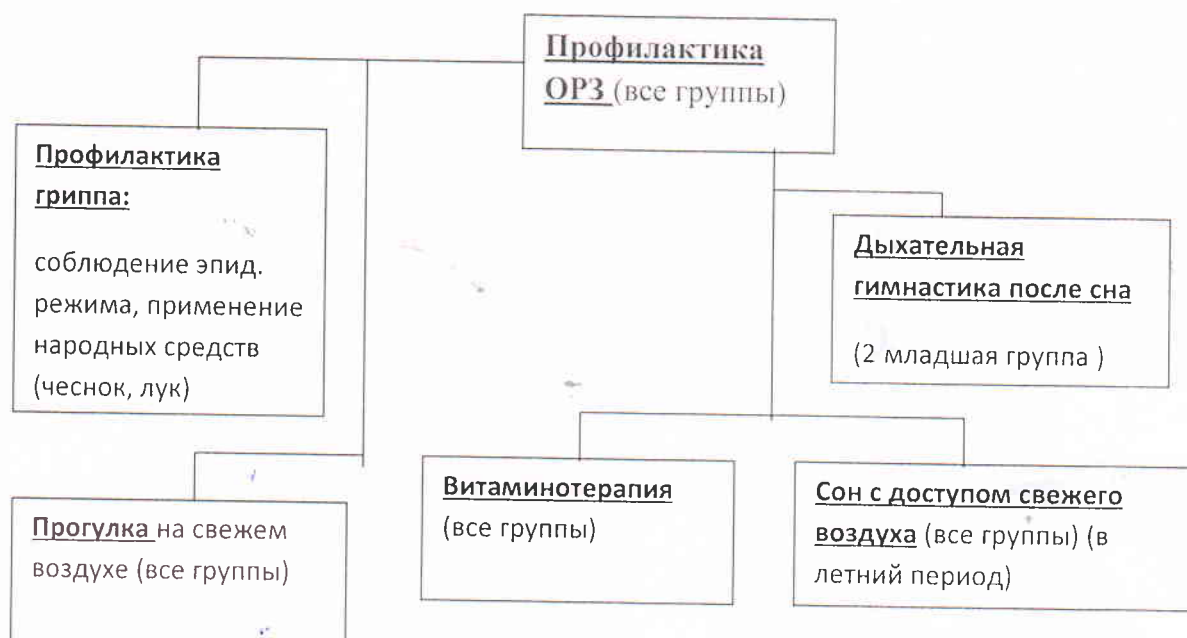 Профилактика
ОРЗ (все группы)
Профилактика
гриппа:
соблюдение эпид.
режима, применение
народных средств
(чеснок, лук)
Дыхательная
гимнастика после сна
(2 младшая группа )
Прогулка на свежем
воздухе (все группы)
Витаминотерапия
(все группы)
Сон с доступом свежего
воздуха (все группы) (в
летний период)